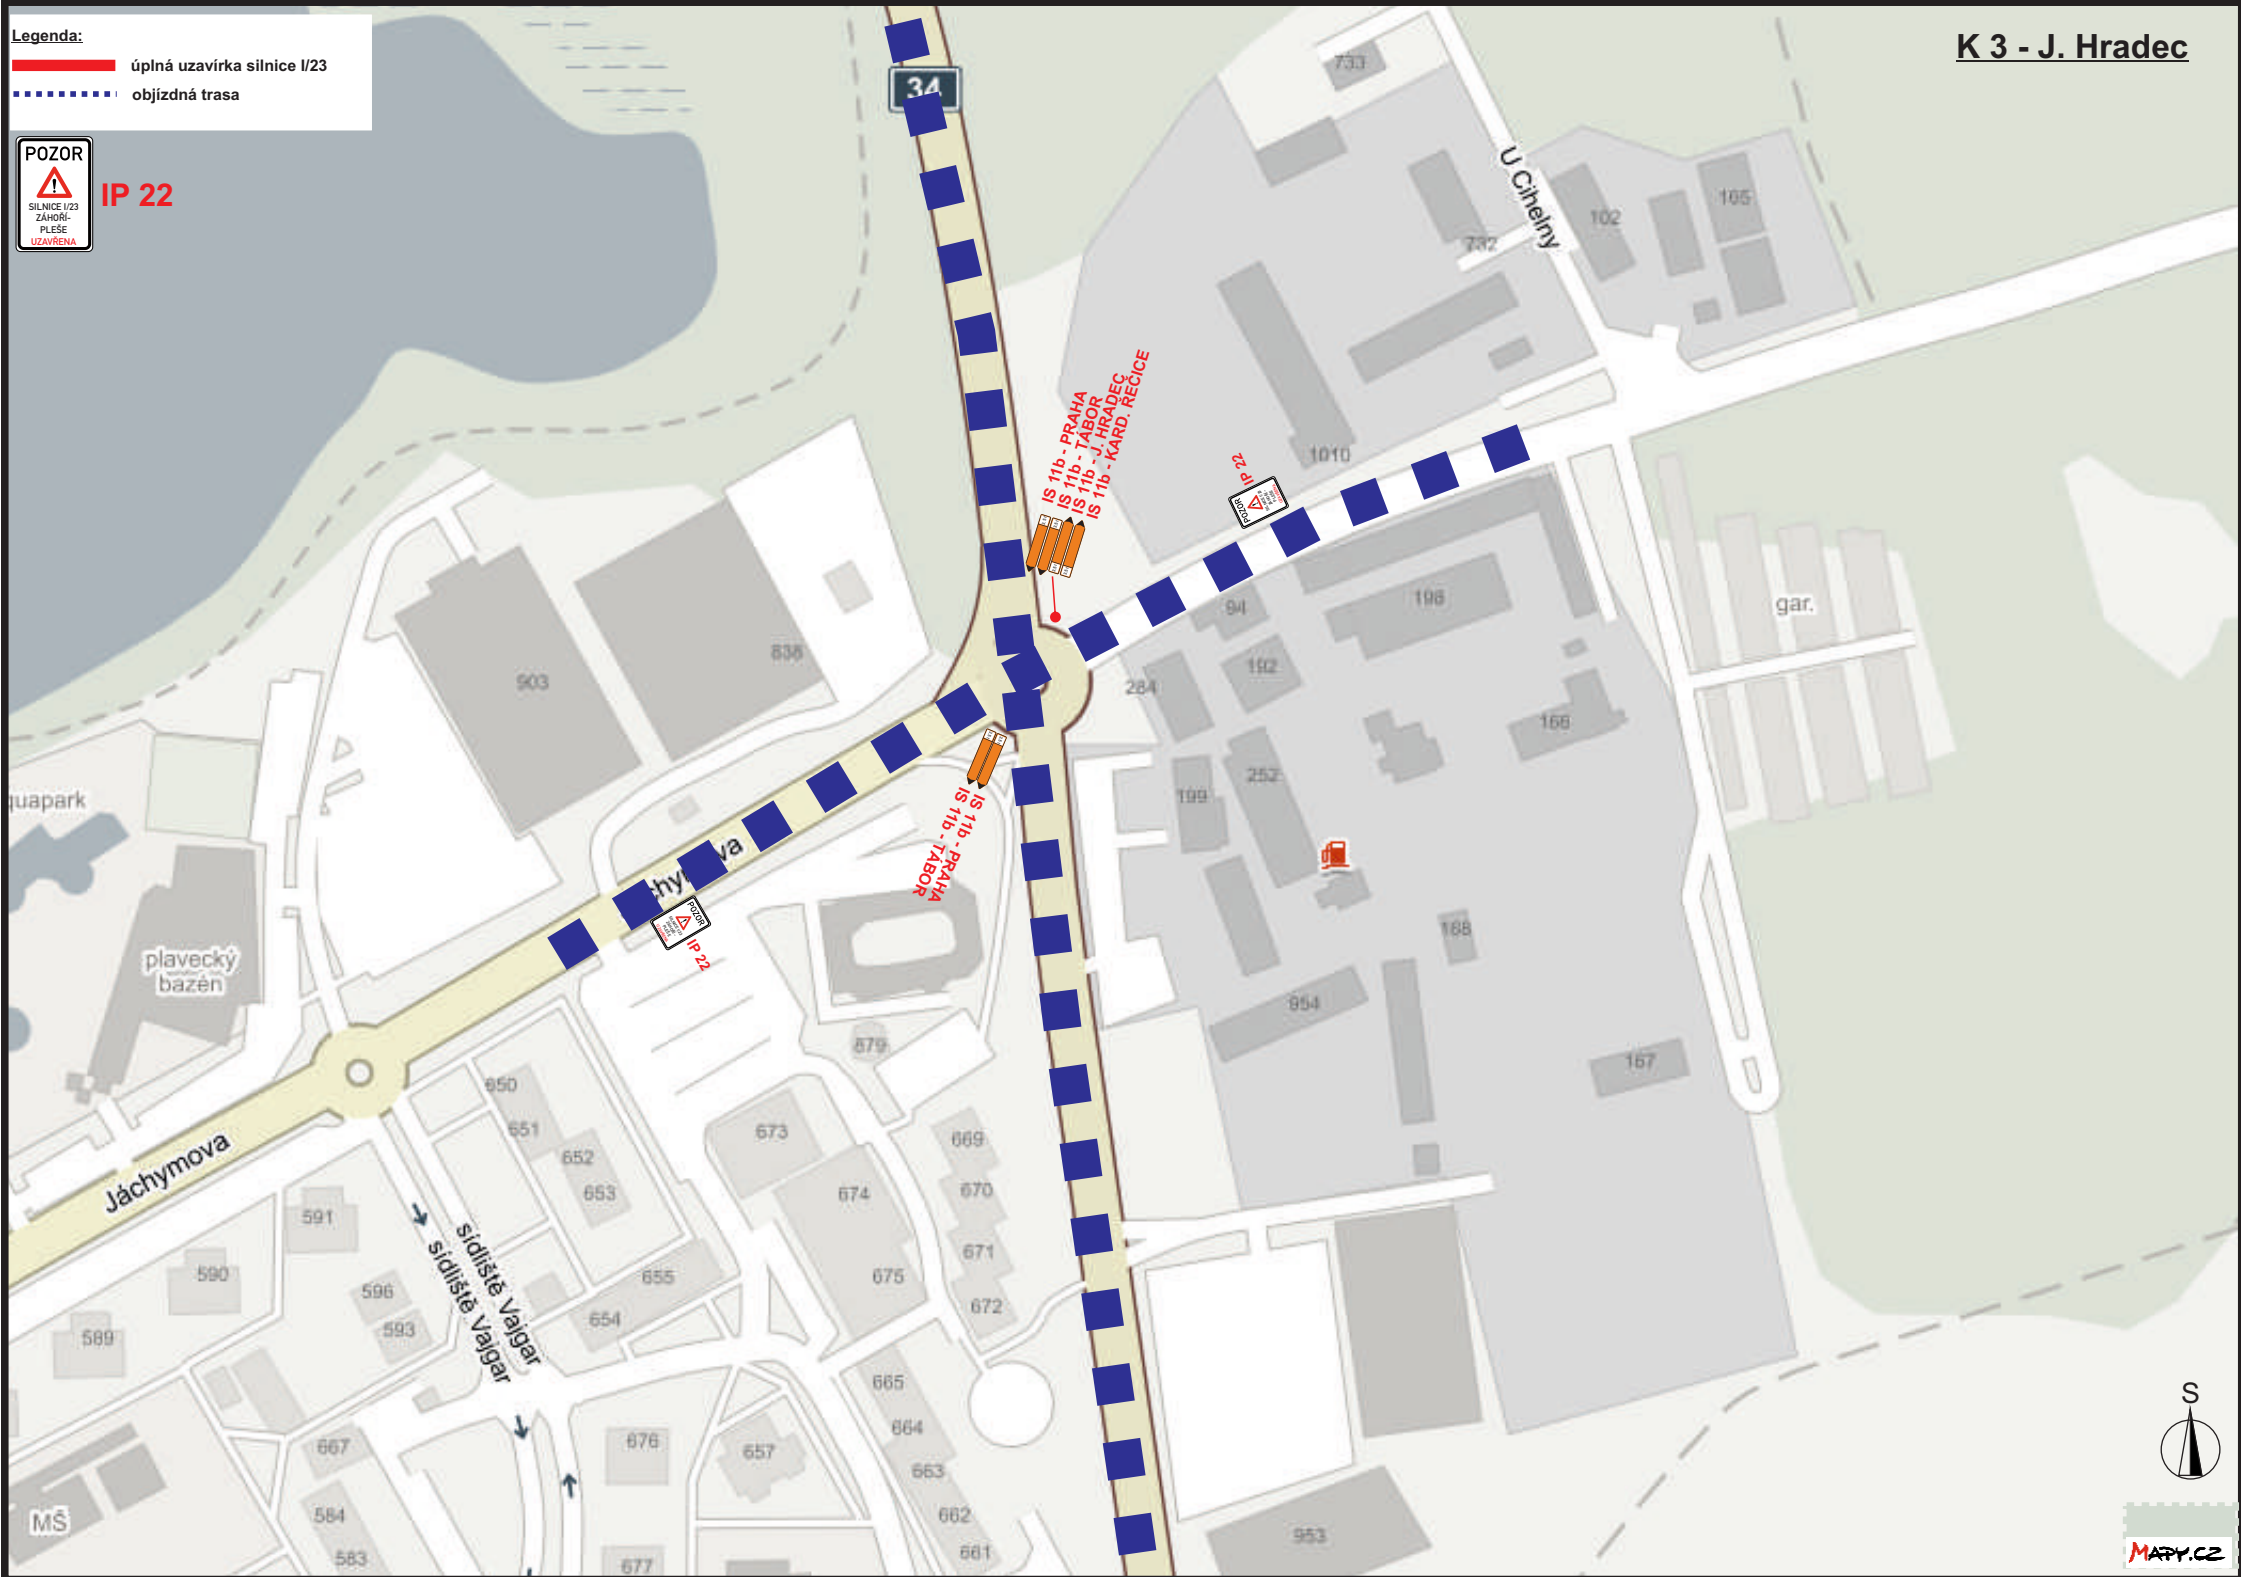 Legenda:
úplná uzavírka silnice I/23
objízdná trasa
K 3 - J. Hradec
POZOR
!
SILNICE I/23
ZÁHOŘÍ-
PLEŠE
UZAVŘENA
IP 22
34
733
U Cihelny
102
165
732
1010
IS 11b - PRAHA
IS 11b - TÁBOR
IS 11b - J. HRADEC
IS 11b - KARD. ŘEČICE
IP 22
POZOR
94
198
192
284
166
gar.
903
838
252
199
IS 11b - PRAHA
IS 11b - TÁBOR
POZOR
IP 22
quapark
plavecký
bazén
168
954
167
879
Jáchymova
650
651
652
653
673
674
675
669
670
671
672
591
590
589
596
593
655
654
sídliště Vajgar
sídliště Vajgar
665
664
663
662
661
667
584
583
676
657
677
953
MŠ
S
MAPY.CZ